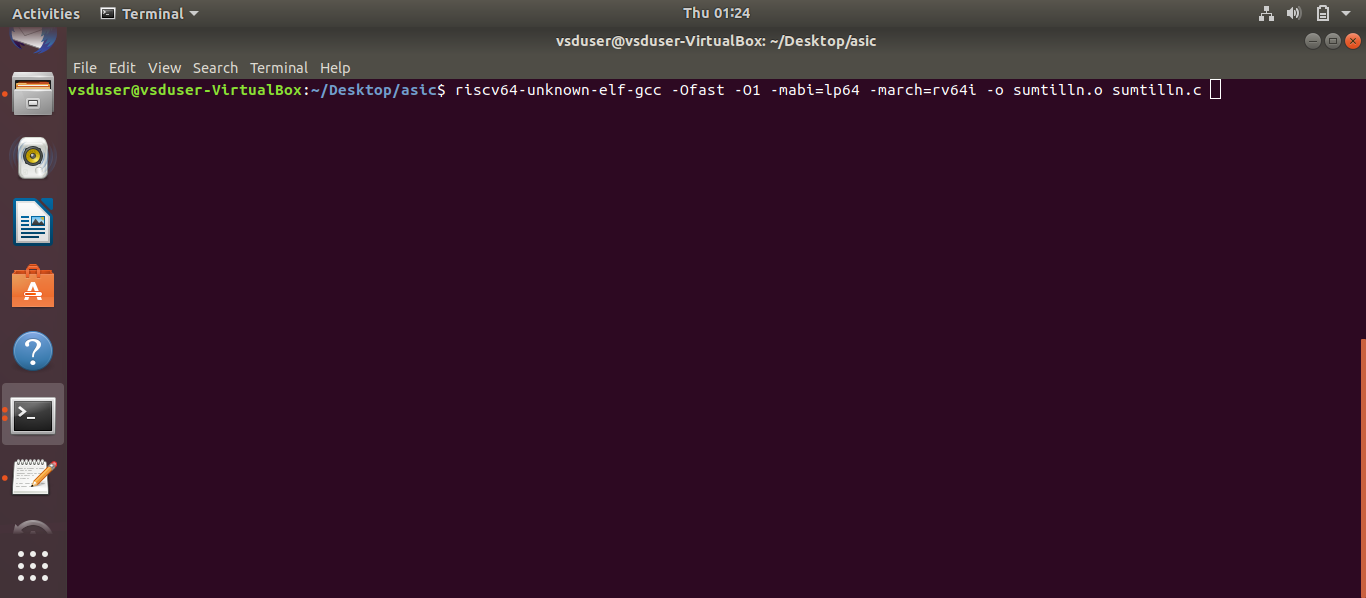 Activities Terminal Thu 01:24
vsduser@vsduser-VirtualBox: ~/Desktop/asic
File Edit View Search Terminal Help
vsduser@vsduser-VirtualBox:~/Desktop/asic$ riscv64-unknown-elf-gcc -Ofast -O1 -mabi=lp64 -march=rv64i -o sumtilln.o sumtilln.c